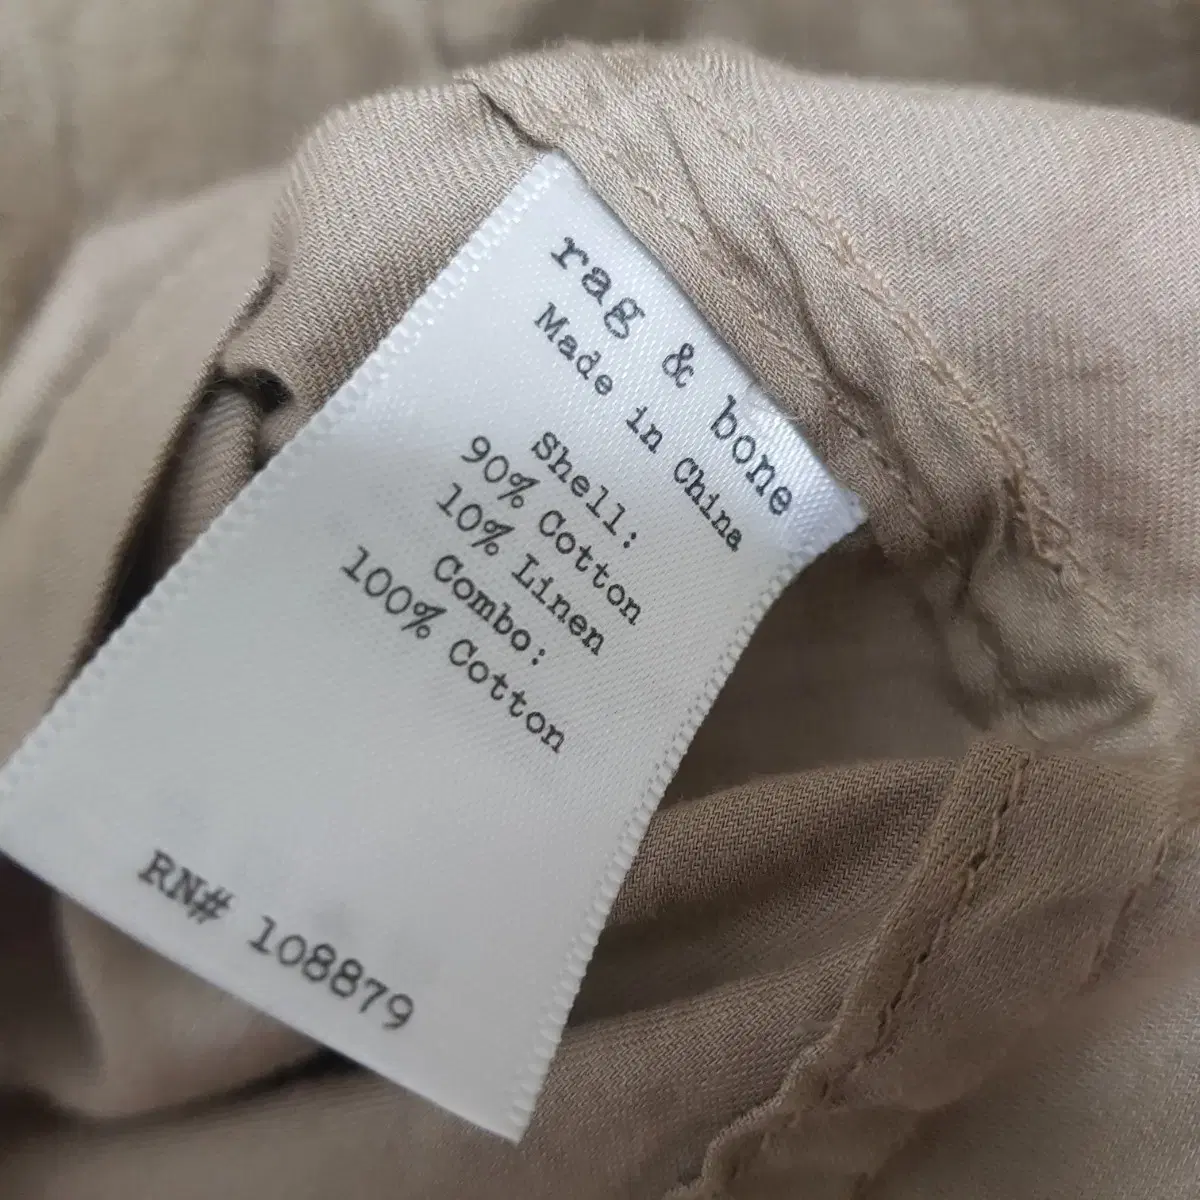 rag & bone
Made in China
Shell:
90% Cotton
10% Linen
Combo:
100% Cotton
RN# 108879